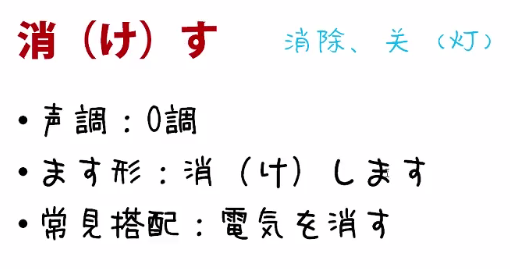 消（け）す 消除、关（灯）
• 声調：0調
• ます形：消（け）します
• 常見搭配：電気を消す